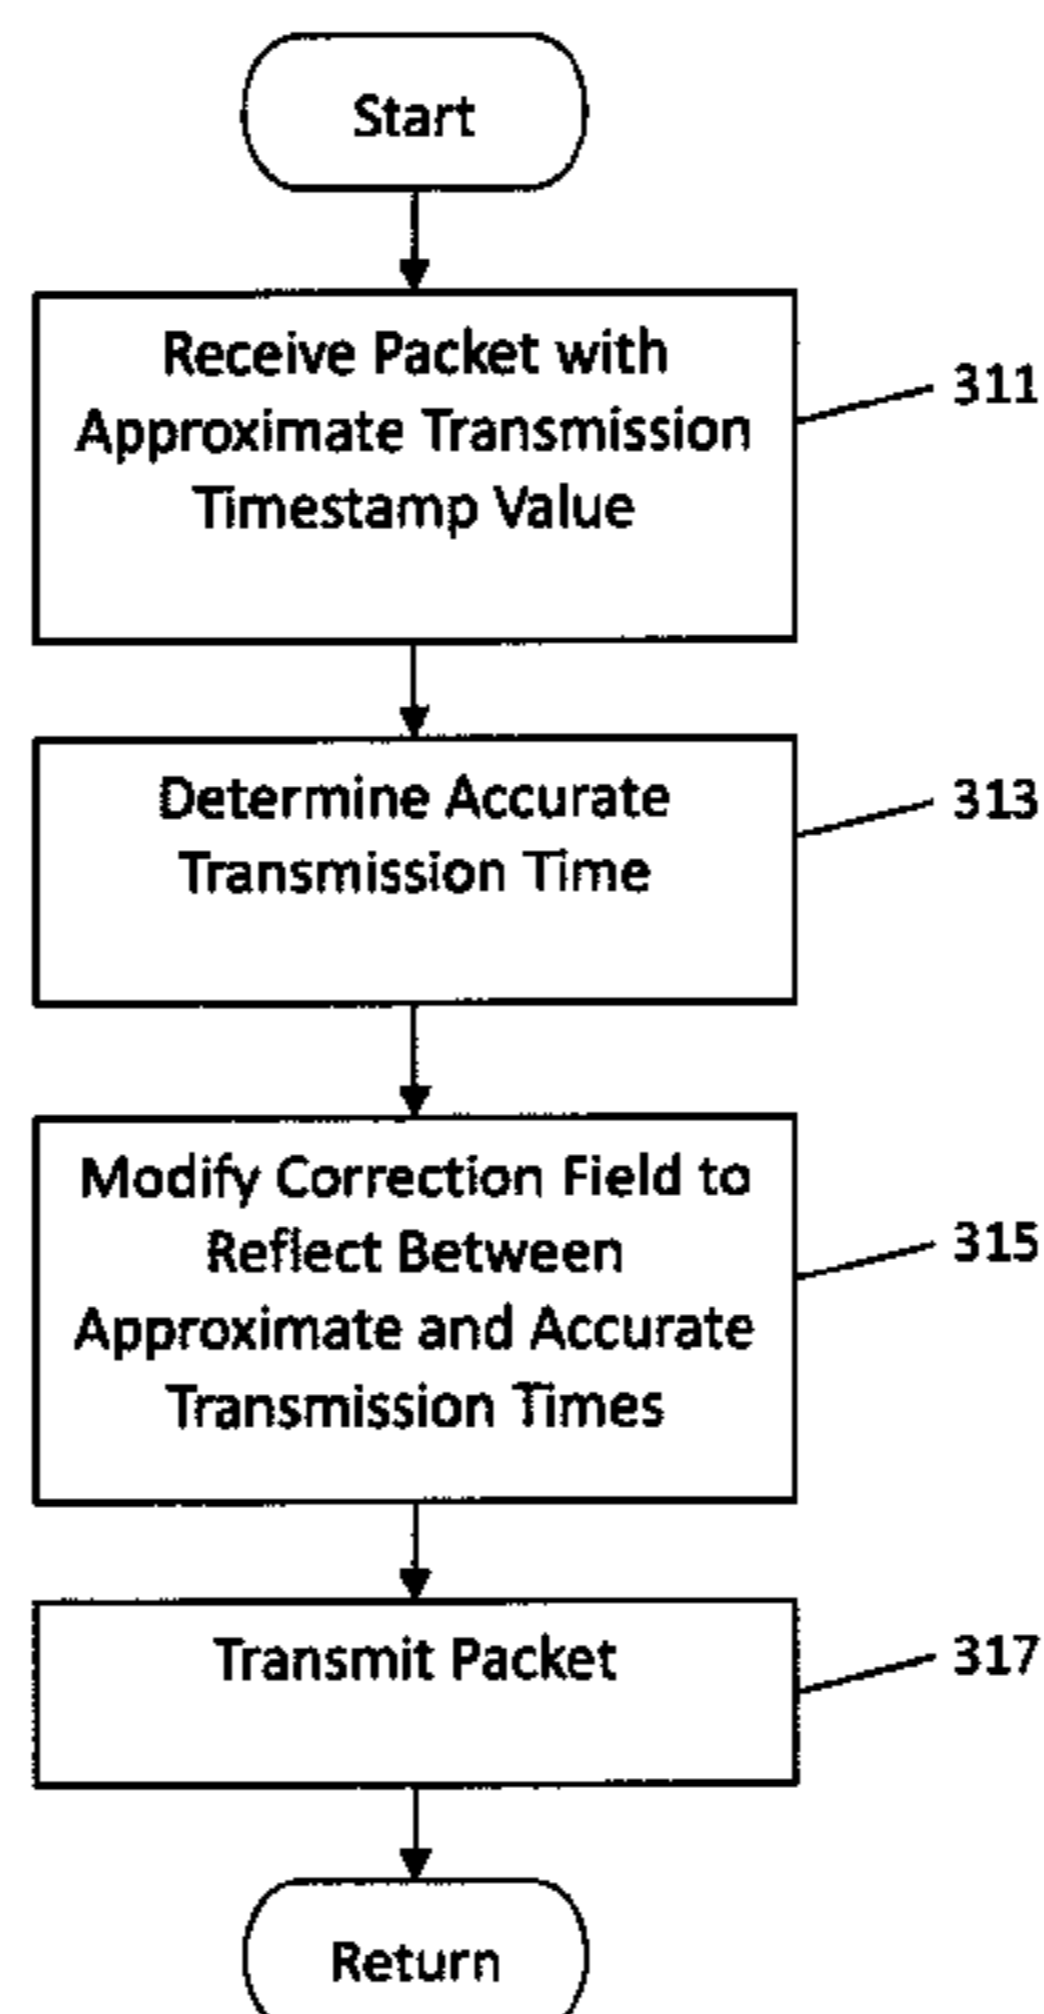 Start
Receive Packet with
Approximate Transmission
Timestamp Value
311
Determine Accurate
Transmission Time
313
Modify Correction Field to
Reflect Between
Approximate and Accurate
Transmission Times
315
Transmit Packet
317
Return